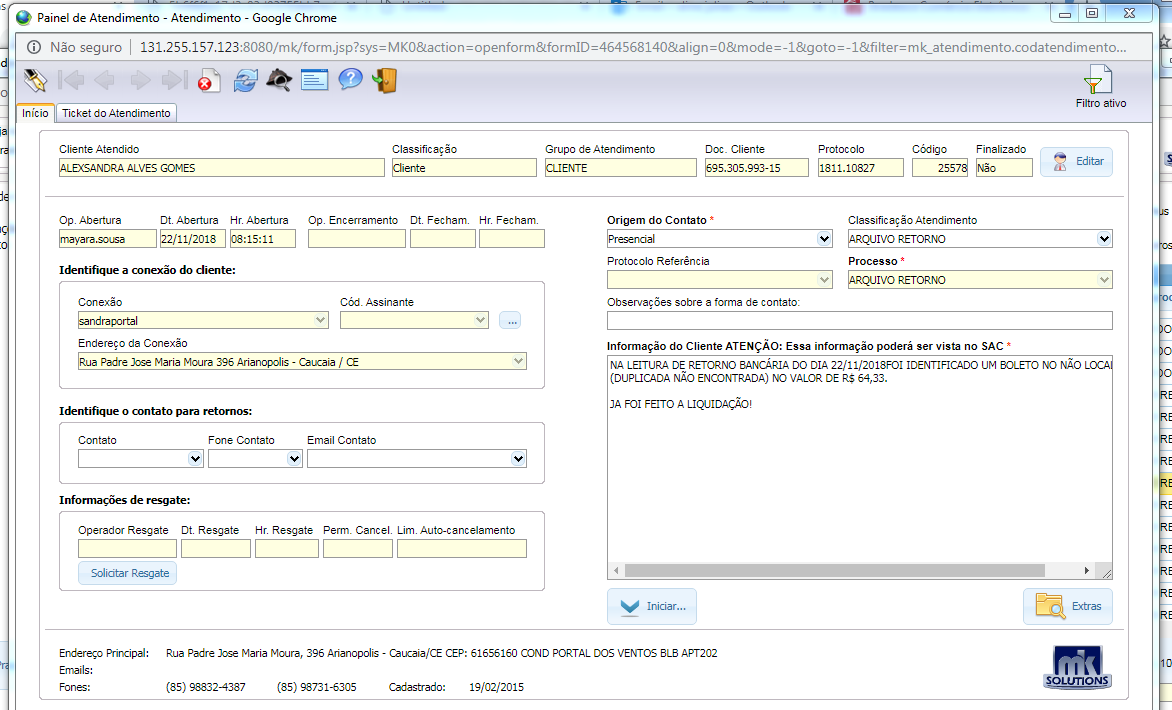 Painel de Atendimento - Atendimento - Google Chrome
Não seguro | 131.255.157.123:8080/mk/form.jsp?sys=MK0&action=openform&formID=464568140&align=0&mode=-1&goto=-1&filter=mk_atendimento.codatendimento...
Filtro ativo
Início Ticket do Atendimento
Cliente Atendido Classificação Grupo de Atendimento Doc. Cliente Protocolo Código Finalizado
ALEXSANDRA ALVES GOMES Cliente CLIENTE 695.305.993-15 1811.10827 25578 Não Editar
Op. Abertura Dt. Abertura Hr. Abertura Op. Encerramento Dt. Fecham. Hr. Fecham. Origem do Contato * Classificação Atendimento
mayara.sousa 22/11/2018 08:15:11 Presencial ARQUIVO RETORNO
Protocolo Referência Processo *
Identifique a conexão do cliente:
ARQUIVO RETORNO
Conexão Cód. Assinante Observações sobre a forma de contato:
sandraportal ...
Endereço da Conexão Informação do Cliente ATENÇÃO: Essa informação poderá ser vista no SAC *
Rua Padre Jose Maria Moura 396 Arianopolis - Caucaia / CE
NA LEITURA DE RETORNO BANCÁRIA DO DIA 22/11/2018FOI IDENTIFICADO UM BOLETO NO NÃO LOCA
(DUPLICADA NÃO ENCONTRADA) NO VALOR DE R$ 64,33.
JA FOI FEITO A LIQUIDAÇÃO!
Identifique o contato para retornos:
Contato Fone Contato Email Contato
Informações de resgate:
Operador Resgate Dt. Resgate Hr. Resgate Perm. Cancel. Lim. Auto-cancelamento
Solicitar Resgate
Iniciar... Extras
Endereço Principal: Rua Padre Jose Maria Moura, 396 Arianopolis - Caucaia/CE CEP: 61656160 COND PORTAL DOS VENTOS BLB APT202
Emails:
Fones: (85) 98832-4387 (85) 98731-6305 Cadastrado: 19/02/2015
mk
SOLUTIONS